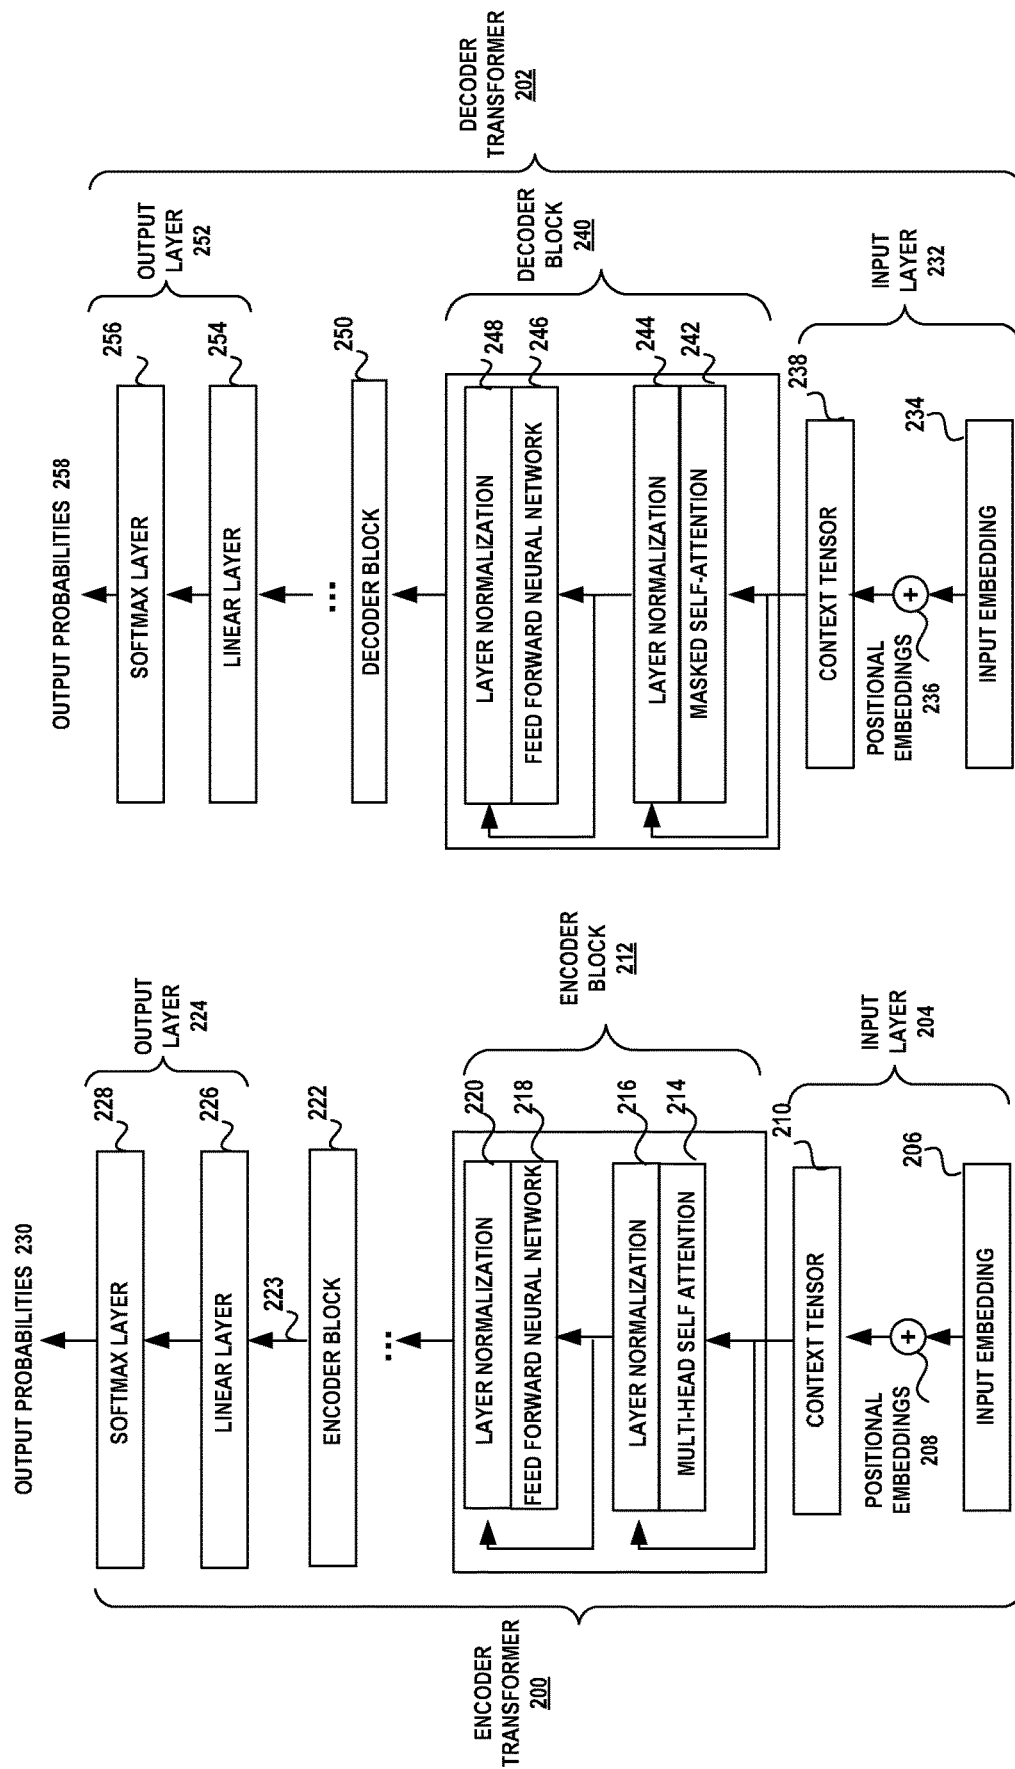 ENCODER
TRANSFORMER
200
OUTPUT PROBABILITIES 230
SOFTMAX LAYER
228
OUTPUT
LAYER
224
LINEAR LAYER
226
223
ENCODER BLOCK
222
...
LAYER NORMALIZATION
220
FEED FORWARD NEURAL NETWORK
218
ENCODER
BLOCK
212
LAYER NORMALIZATION
216
MULTI-HEAD SELF ATTENTION
214
CONTEXT TENSOR
210
INPUT
LAYER
204
POSITIONAL
EMBEDDINGS
208
+
INPUT EMBEDDING
206
OUTPUT PROBABILITIES 258
SOFTMAX LAYER
256
OUTPUT
LAYER
252
LINEAR LAYER
254
...
DECODER BLOCK
250
LAYER NORMALIZATION
248
FEED FORWARD NEURAL NETWORK
246
DECODER
BLOCK
240
LAYER NORMALIZATION
244
MASKED SELF-ATTENTION
242
CONTEXT TENSOR
238
INPUT
LAYER
232
POSITIONAL
EMBEDDINGS
236
+
INPUT EMBEDDING
234
DECODER
TRANSFORMER
202